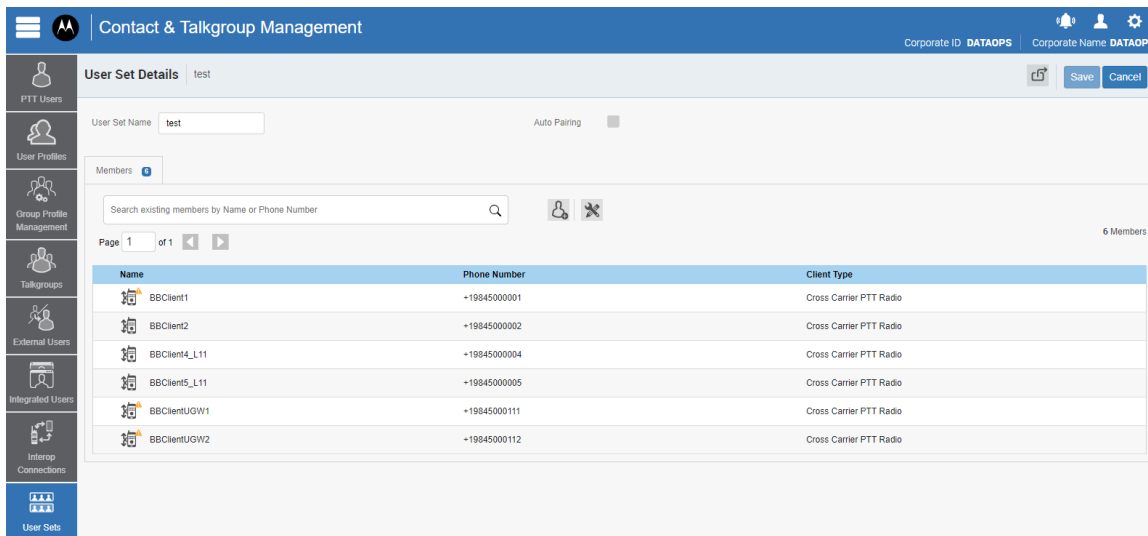 Contact & Talkgroup Management
Corporate ID DATAOPS Corporate Name DATAOP
PTT Users
User Profiles
Group Profile
Management
Talkgroups
External Users
Integrated Users
Interop
Connections
User Sets
User Set Details test
Save Cancel
User Set Name test Auto Pairing
Members 6
Search existing members by Name or Phone Number
6 Members
Page 1 of 1
Name Phone Number Client Type
BBClient1 +19845000001 Cross Carrier PTT Radio
BBClient2 +19845000002 Cross Carrier PTT Radio
BBClient4_L11 +19845000004 Cross Carrier PTT Radio
BBClient5_L11 +19845000005 Cross Carrier PTT Radio
BBClientUGW1 +19845000111 Cross Carrier PTT Radio
BBClientUGW2 +19845000112 Cross Carrier PTT Radio